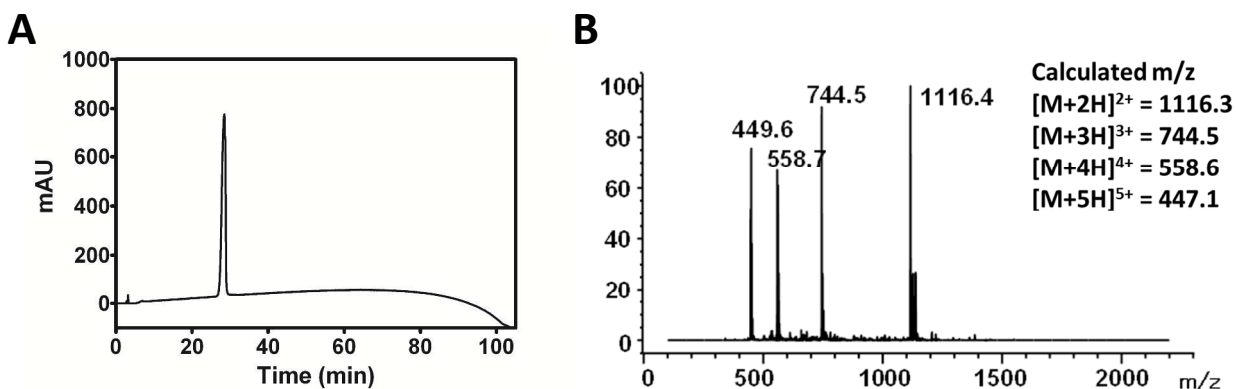 A
1000
800
600
400
200
0
mAU
0 20 40 60 80 100
Time (min)
B
100
80
60
40
20
0
449.6
558.7
744.5
1116.4
0 500 1000 1500 2000 m/z
Calculated m/z
[M+2H]²⁺ = 1116.3
[M+3H]³⁺ = 744.5
[M+4H]⁴⁺ = 558.6
[M+5H]⁵⁺ = 447.1